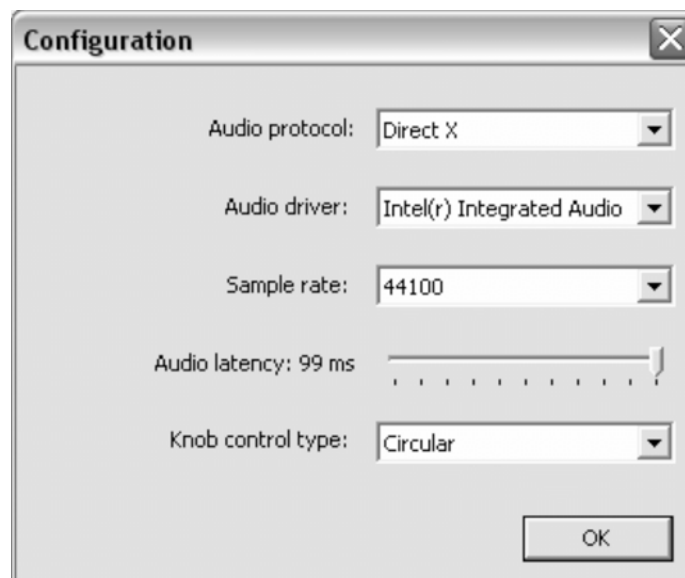 Configuration
Audio protocol: Direct X
Audio driver: Intel(r) Integrated Audio
Sample rate: 44100
Audio latency: 99 ms
Knob control type: Circular
OK